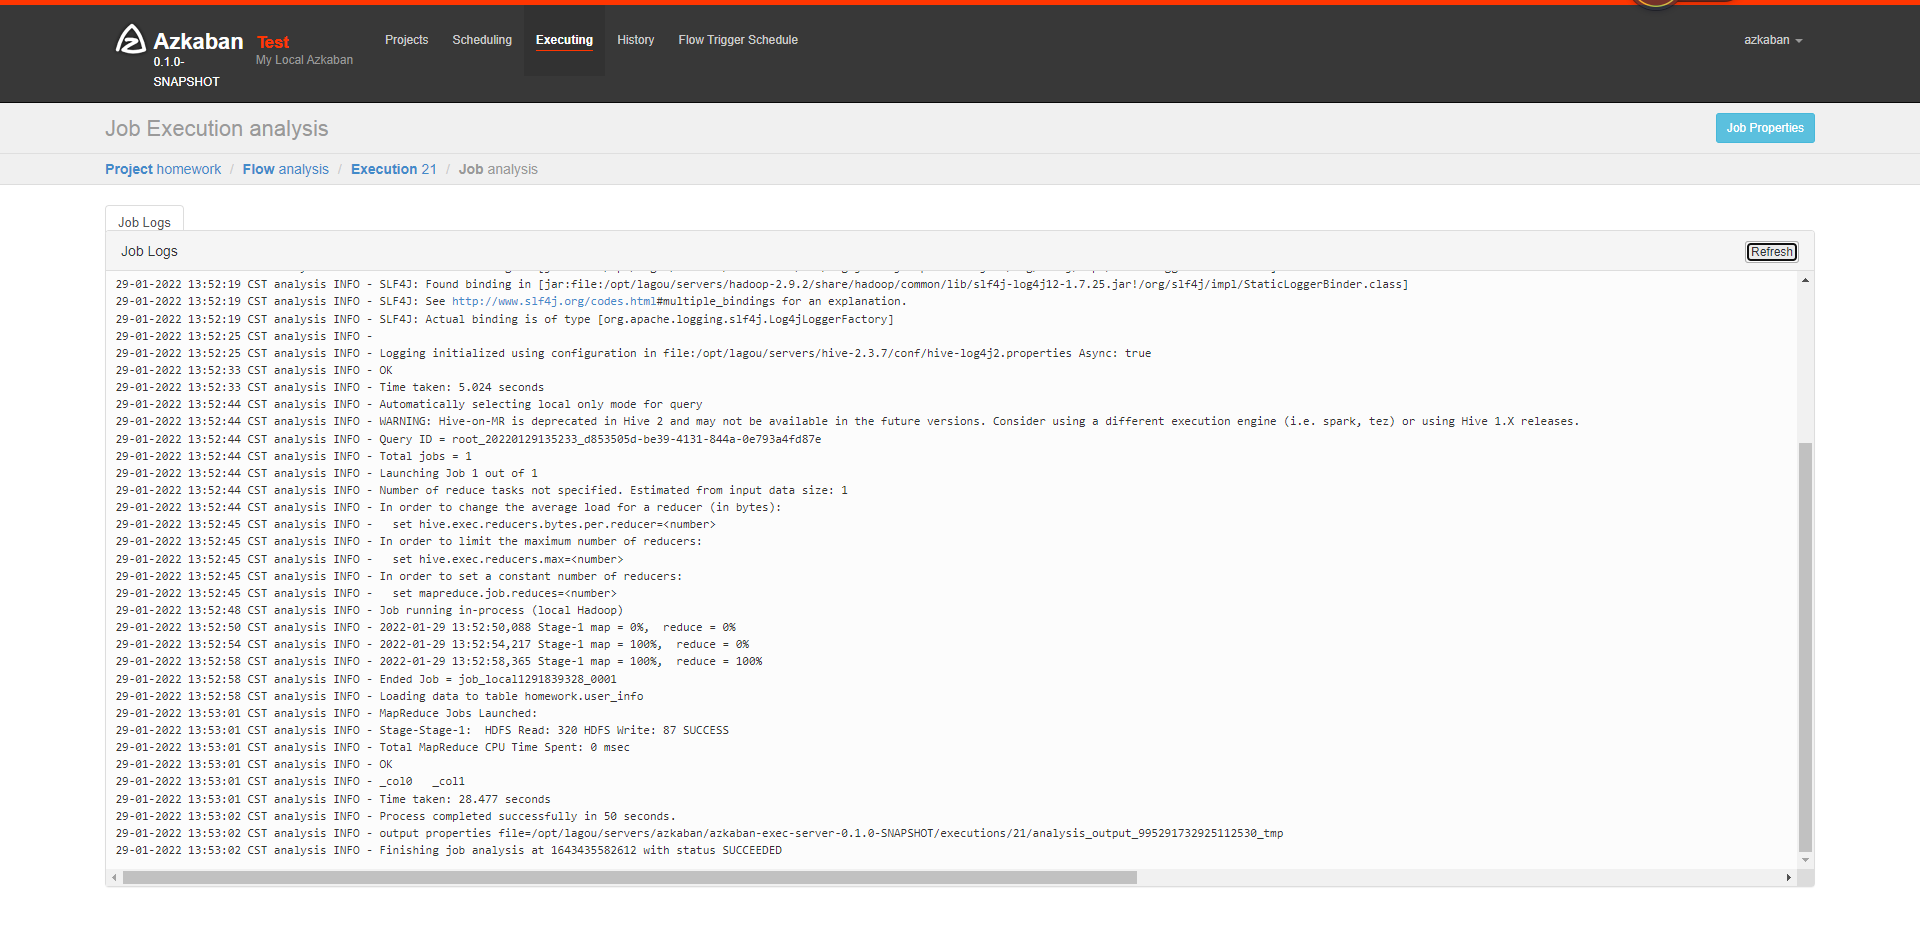 Azkaban
0.1.0-
SNAPSHOT
Test
My Local Azkaban
Projects
Scheduling
Executing
History
Flow Trigger Schedule
azkaban
Job Execution analysis
Job Properties
Project homework / Flow analysis / Execution 21 / Job analysis
Job Logs
Job Logs
Refresh
29-01-2022 13:52:19 CST analysis INFO - SLF4J: Found binding in [jar:file:/opt/lagou/servers/hadoop-2.9.2/share/hadoop/common/lib/slf4j-log4j12-1.7.25.jar!/org/slf4j/impl/StaticLoggerBinder.class]
29-01-2022 13:52:19 CST analysis INFO - SLF4J: See http://www.slf4j.org/codes.html#multiple_bindings for an explanation.
29-01-2022 13:52:19 CST analysis INFO - SLF4J: Actual binding is of type [org.apache.logging.slf4j.Log4jLoggerFactory]
29-01-2022 13:52:25 CST analysis INFO -
29-01-2022 13:52:25 CST analysis INFO - Logging initialized using configuration in file:/opt/lagou/servers/hive-2.3.7/conf/hive-log4j2.properties Async: true
29-01-2022 13:52:33 CST analysis INFO - OK
29-01-2022 13:52:33 CST analysis INFO - Time taken: 5.024 seconds
29-01-2022 13:52:44 CST analysis INFO - Automatically selecting local only mode for query
29-01-2022 13:52:44 CST analysis INFO - WARNING: Hive-on-MR is deprecated in Hive 2 and may not be available in the future versions. Consider using a different execution engine (i.e. spark, tez) or using Hive 1.X releases.
29-01-2022 13:52:44 CST analysis INFO - Query ID = root_20220129135233_d853505d-be39-4131-844a-0e793a4fd87e
29-01-2022 13:52:44 CST analysis INFO - Total jobs = 1
29-01-2022 13:52:44 CST analysis INFO - Launching Job 1 out of 1
29-01-2022 13:52:44 CST analysis INFO - Number of reduce tasks not specified. Estimated from input data size: 1
29-01-2022 13:52:44 CST analysis INFO - In order to change the average load for a reducer (in bytes):
29-01-2022 13:52:45 CST analysis INFO -   set hive.exec.reducers.bytes.per.reducer=<number>
29-01-2022 13:52:45 CST analysis INFO - In order to limit the maximum number of reducers:
29-01-2022 13:52:45 CST analysis INFO -   set hive.exec.reducers.max=<number>
29-01-2022 13:52:45 CST analysis INFO - In order to set a constant number of reducers:
29-01-2022 13:52:45 CST analysis INFO -   set mapreduce.job.reduces=<number>
29-01-2022 13:52:48 CST analysis INFO - Job running in-process (local Hadoop)
29-01-2022 13:52:50 CST analysis INFO - 2022-01-29 13:52:50,088 Stage-1 map = 0%,  reduce = 0%
29-01-2022 13:52:54 CST analysis INFO - 2022-01-29 13:52:54,217 Stage-1 map = 100%,  reduce = 0%
29-01-2022 13:52:58 CST analysis INFO - 2022-01-29 13:52:58,365 Stage-1 map = 100%,  reduce = 100%
29-01-2022 13:52:58 CST analysis INFO - Ended Job = job_local1291839328_0001
29-01-2022 13:52:58 CST analysis INFO - Loading data to table homework.user_info
29-01-2022 13:53:01 CST analysis INFO - MapReduce Jobs Launched:
29-01-2022 13:53:01 CST analysis INFO - Stage-Stage-1:  HDFS Read: 320 HDFS Write: 87 SUCCESS
29-01-2022 13:53:01 CST analysis INFO - Total MapReduce CPU Time Spent: 0 msec
29-01-2022 13:53:01 CST analysis INFO - OK
29-01-2022 13:53:01 CST analysis INFO - _col0   _col1
29-01-2022 13:53:01 CST analysis INFO - Time taken: 28.477 seconds
29-01-2022 13:53:02 CST analysis INFO - Process completed successfully in 50 seconds.
29-01-2022 13:53:02 CST analysis INFO - output properties file=/opt/lagou/servers/azkaban/azkaban-exec-server-0.1.0-SNAPSHOT/executions/21/analysis_output_995291732925112530_tmp
29-01-2022 13:53:02 CST analysis INFO - Finishing job analysis at 1643435582612 with status SUCCEEDED